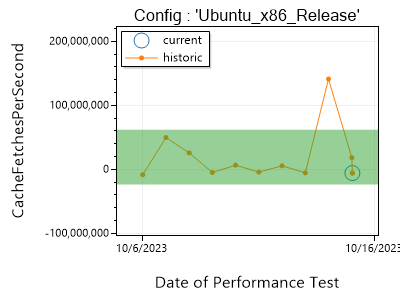 Config : 'Ubuntu_x86_Release'
current
historic
200,000,000
100,000,000
0
-100,000,000
CacheFetchesPerSecond
10/6/2023
10/16/2023
Date of Performance Test